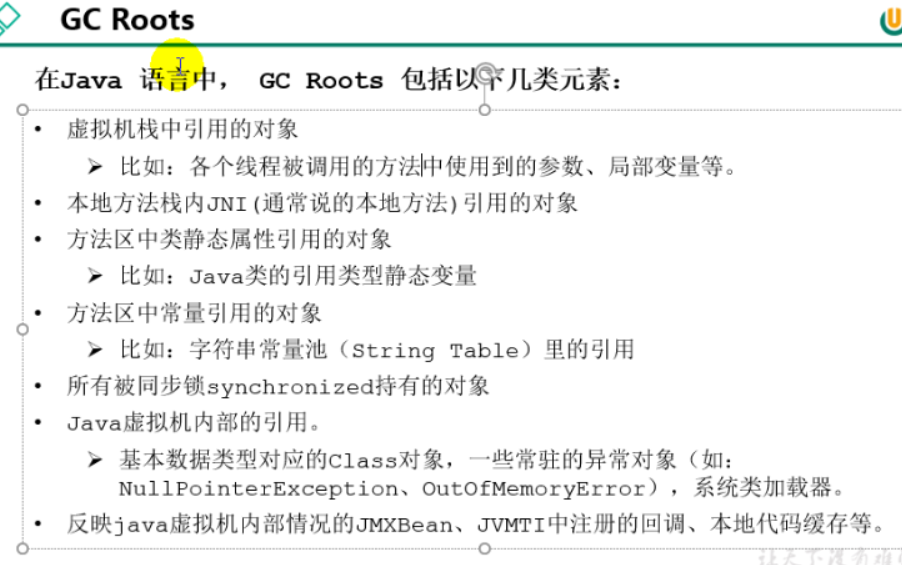 GC Roots
在Java 语言中， GC Roots 包括以下几类元素：
• 虚拟机栈中引用的对象
➢ 比如：各个线程被调用的方法中使用到的参数、局部变量等。
• 本地方法栈内JNI(通常说的本地方法)引用的对象
• 方法区中类静态属性引用的对象
➢ 比如：Java类的引用类型静态变量
• 方法区中常量引用的对象
➢ 比如：字符串常量池（String Table）里的引用
• 所有被同步锁synchronized持有的对象
• Java虚拟机内部的引用。
➢ 基本数据类型对应的Class对象，一些常驻的异常对象（如：
NullPointerException、OutOfMemoryError），系统类加载器。
• 反映java虚拟机内部情况的JMXBean、JVMTI中注册的回调、本地代码缓存等。
让天下没有难